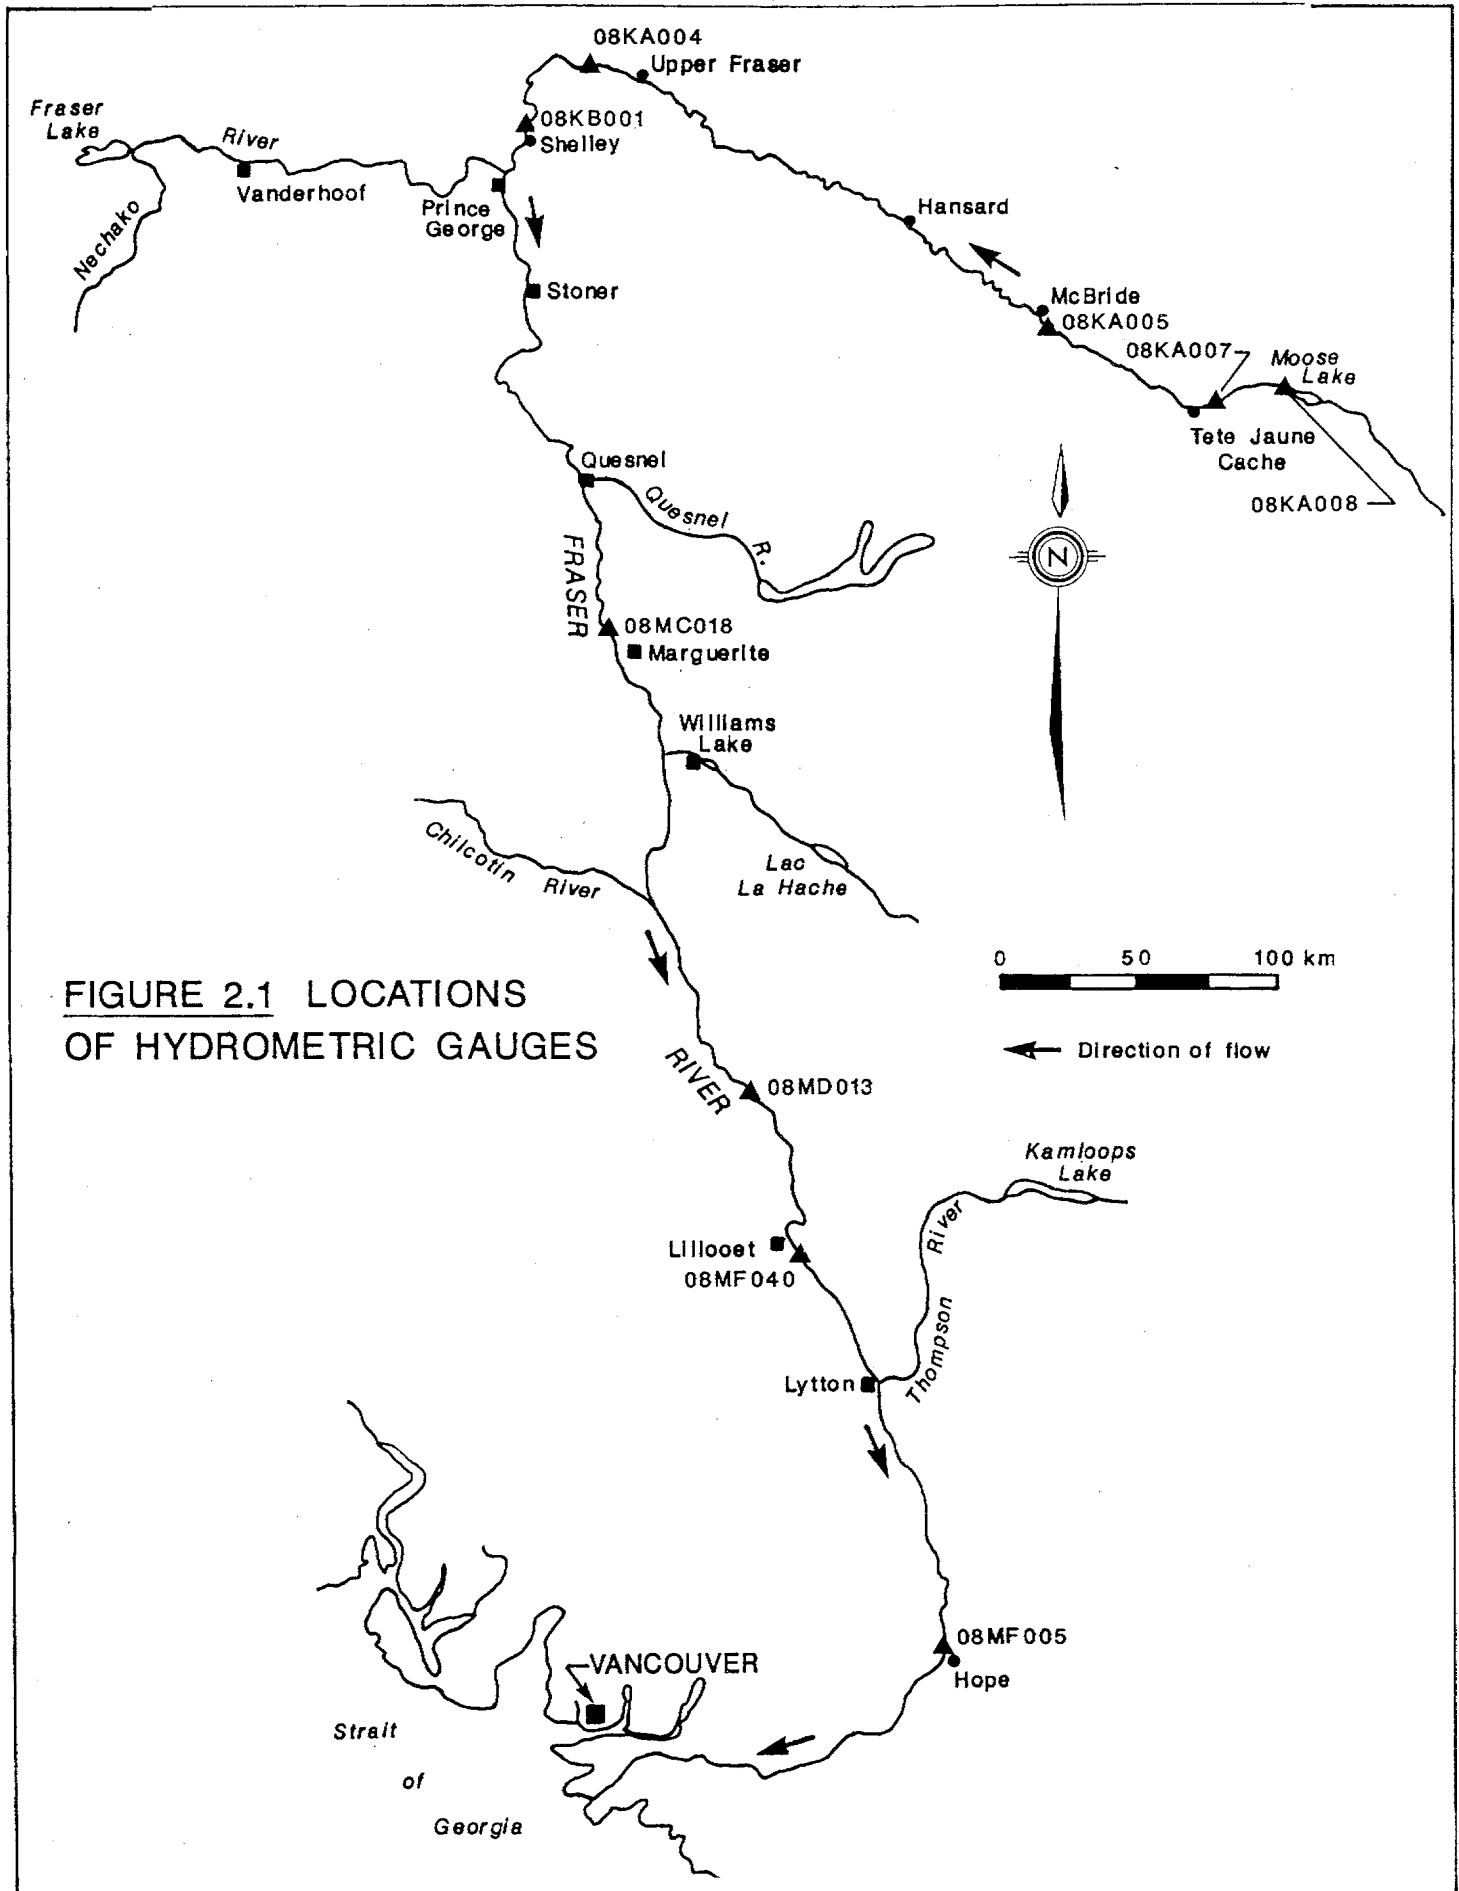 08KA004
Upper Fraser
Fraser
Lake
River
08KB001
Shelley
Vanderhoof
Prince
George
Nechako
Hansard
Stoner
McBride
08KA005
08KA007
Moose
Lake
Tete Jaune
Cache
08KA008
Quesnel
Quesnel
R.
N
FRASER
08MC018
Marguerite
Williams
Lake
Chilcotin
River
Lac
La Hache
0 50 100 km
FIGURE 2.1 LOCATIONS
OF HYDROMETRIC GAUGES
Direction of flow
RIVER
08MD013
Kamloops
Lake
River
Lillooet
08MF040
Thompson
Lytton
08MF005
Hope
VANCOUVER
Strait
of
Georgia